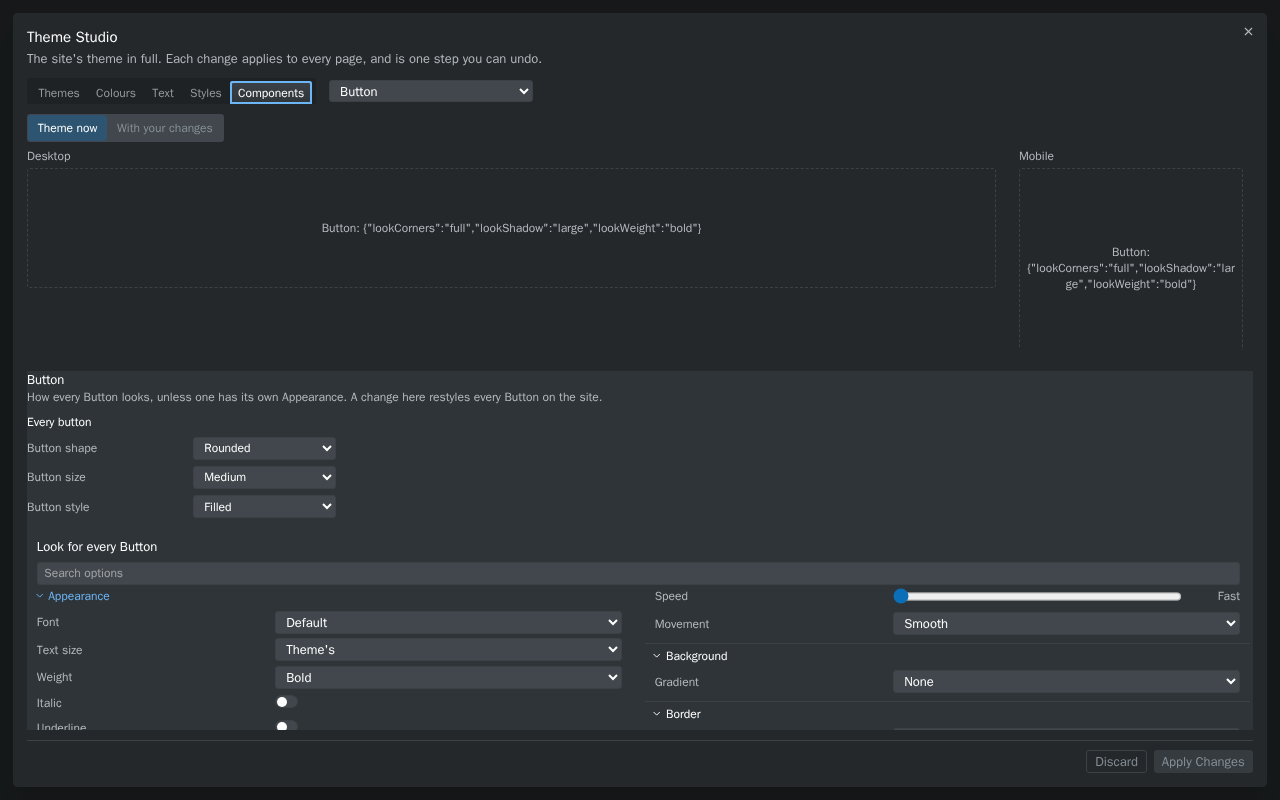 Theme Studio
×
The site's theme in full. Each change applies to every page, and is one step you can undo.
Themes
Colours
Text
Styles
Components
Button
Theme now
With your changes
Desktop
Mobile
Button: {"lookCorners":"full","lookShadow":"large","lookWeight":"bold"}
Button:
{"lookCorners":"full","lookShadow":"lar
ge","lookWeight":"bold"}
Button
How every Button looks, unless one has its own Appearance. A change here restyles every Button on the site.
Every button
Button shape
Rounded
Button size
Medium
Button style
Filled
Look for every Button
Search options
Appearance
Font
Default
Text size
Theme's
Weight
Bold
Italic
Underline
Speed
Fast
Movement
Smooth
Background
Gradient
None
Border
Discard
Apply Changes